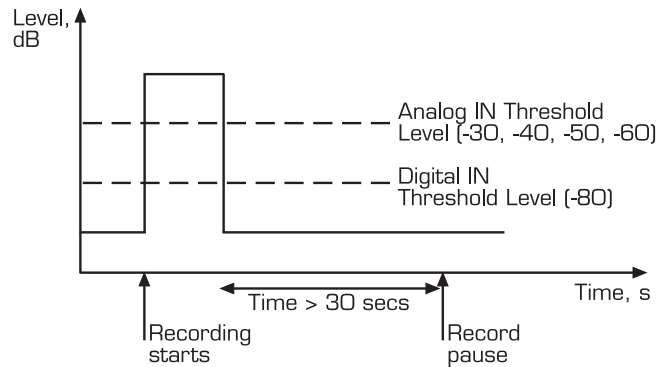 Level,
dB
Analog IN Threshold
Level (-30, -40, -50, -60)
Digital IN
Threshold Level (-80)
Time, s
Time > 30 secs
Recording
starts
Record
pause